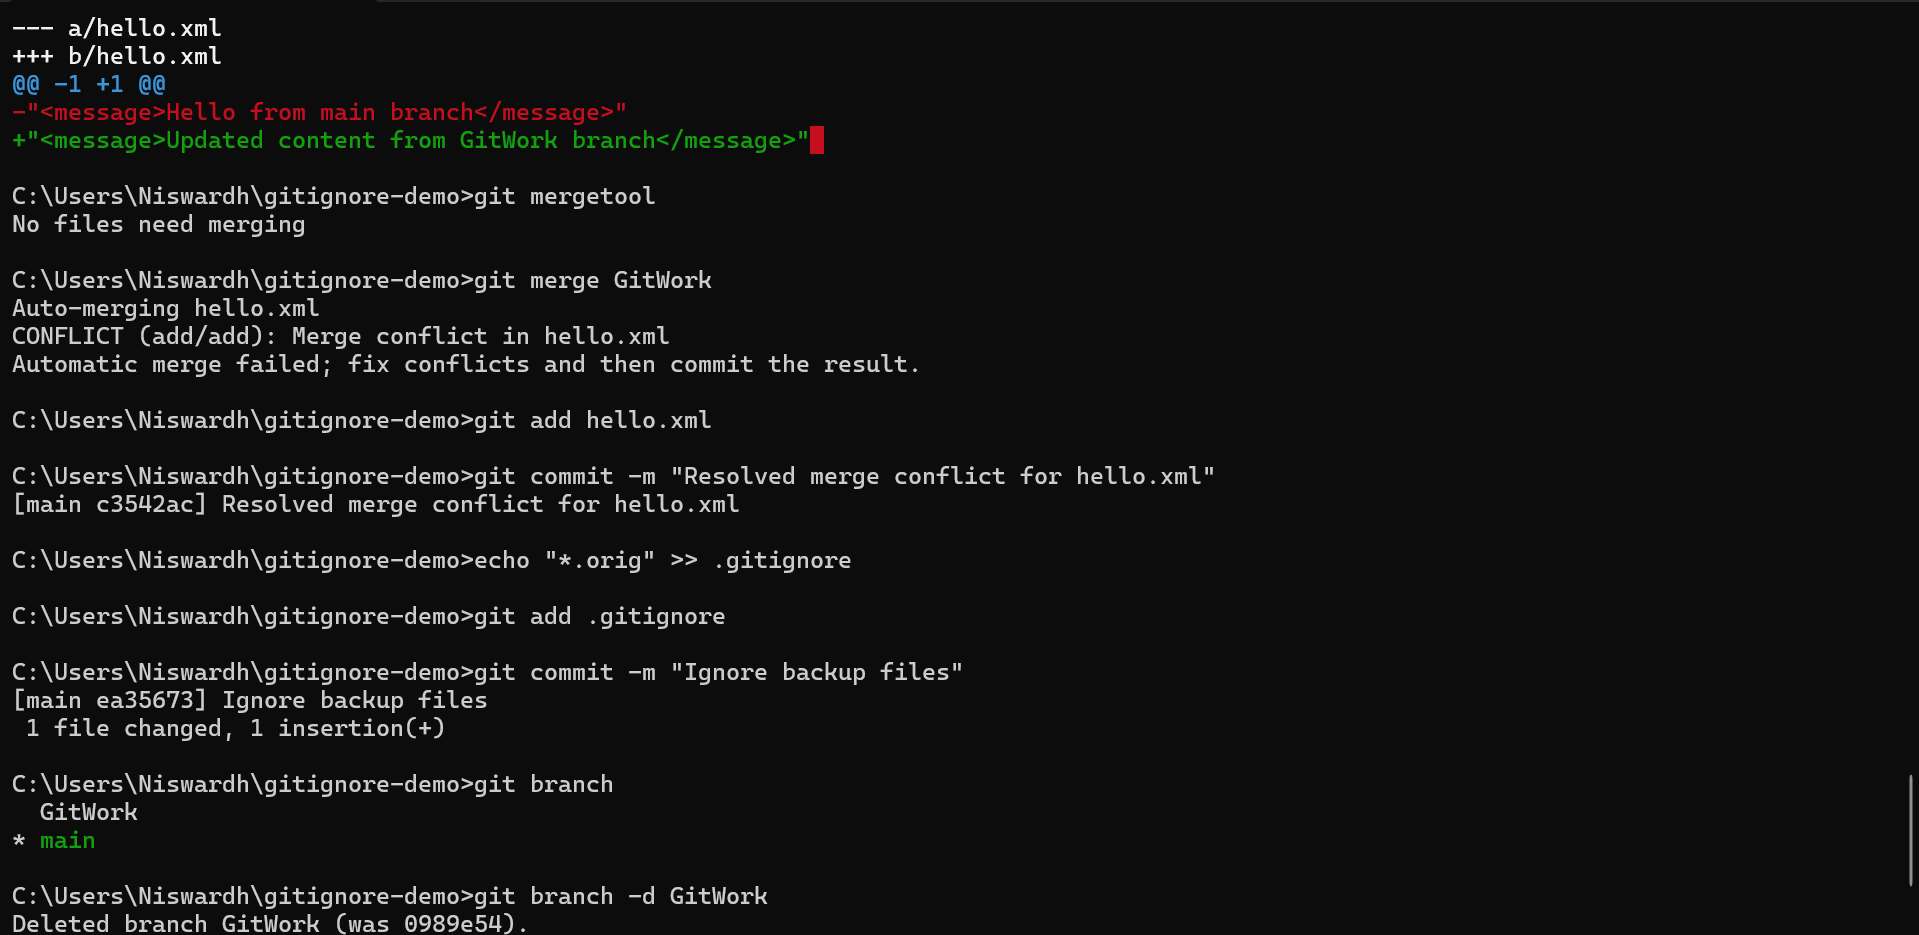 --- a/hello.xml
+++ b/hello.xml
@@ -1 +1 @@
-"<message>Hello from main branch</message>"
+"<message>Updated content from GitWork branch</message>"
C:\Users\Niswardh\gitignore-demo>git mergetool
No files need merging
C:\Users\Niswardh\gitignore-demo>git merge GitWork
Auto-merging hello.xml
CONFLICT (add/add): Merge conflict in hello.xml
Automatic merge failed; fix conflicts and then commit the result.
C:\Users\Niswardh\gitignore-demo>git add hello.xml
C:\Users\Niswardh\gitignore-demo>git commit -m "Resolved merge conflict for hello.xml"
[main c3542ac] Resolved merge conflict for hello.xml
C:\Users\Niswardh\gitignore-demo>echo "*.orig" >> .gitignore
C:\Users\Niswardh\gitignore-demo>git add .gitignore
C:\Users\Niswardh\gitignore-demo>git commit -m "Ignore backup files"
[main ea35673] Ignore backup files
 1 file changed, 1 insertion(+)
C:\Users\Niswardh\gitignore-demo>git branch
  GitWork
* main
C:\Users\Niswardh\gitignore-demo>git branch -d GitWork
Deleted branch GitWork (was 0989e54).